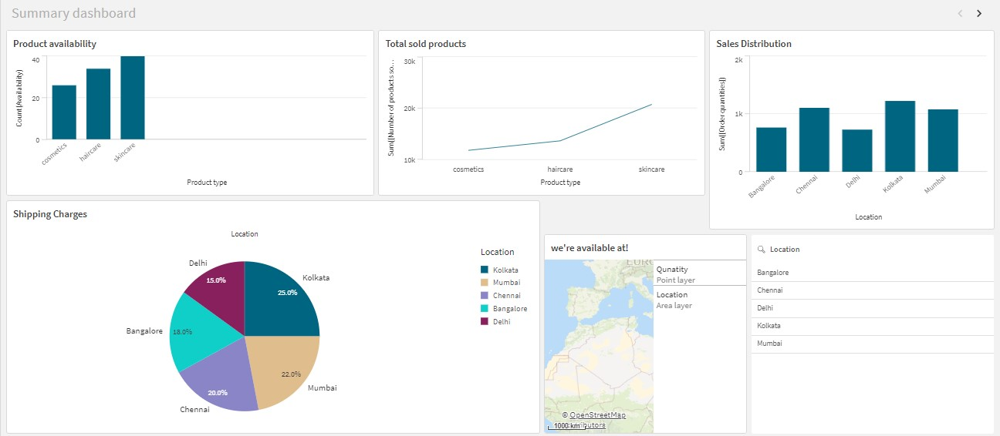 Summary dashboard
Product availability
Count(Availability)
40
20
0
cosmetics
haircare
skincare
Product type
Total sold products
Sum([Number of products so...
30k
20k
10k
cosmetics
haircare
skincare
Product type
Sales Distribution
Sum([Order quantities])
2k
1k
0
Bangalore
Chennai
Delhi
Kolkata
Mumbai
Location
Shipping Charges
Location
Delhi
15.0%
Kolkata
25.0%
Bangalore
18.0%
22.0%
Mumbai
20.0%
Chennai
Location
Kolkata
Mumbai
Chennai
Bangalore
Delhi
we're available at!
Qunatity
Point layer
Location
Area layer
© OpenStreetMap
1000 km
Location
Bangalore
Chennai
Delhi
Kolkata
Mumbai